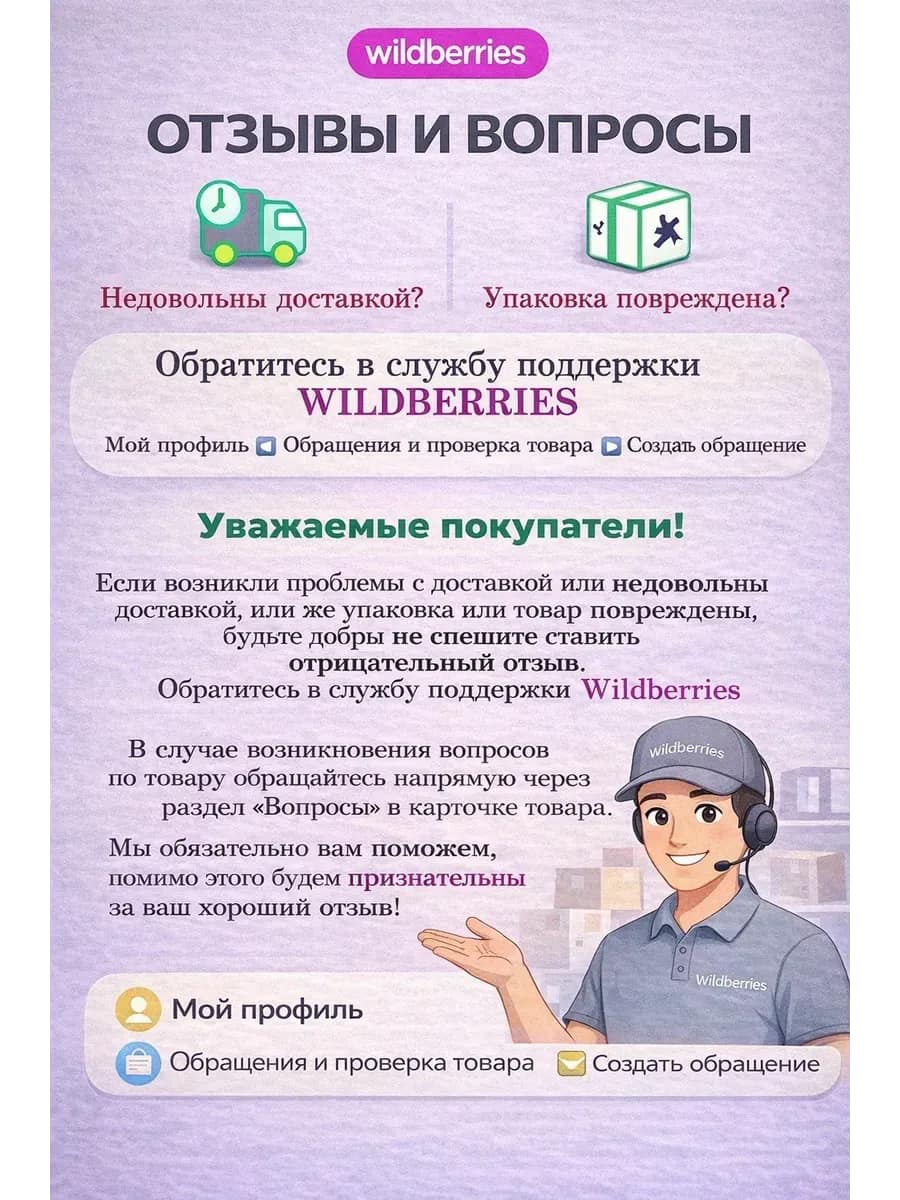 wildberries
ОТЗЫВЫ И ВОПРОСЫ
Недовольны доставкой?
Упаковка повреждена?
Обратитесь в службу поддержки
WILDBERRIES
Мой профиль ◀ Обращения и проверка товара ▶ Создать обращение
Уважаемые покупатели!
Если возникли проблемы с доставкой или недовольны
доставкой, или же упаковка или товар повреждены,
будьте добры не спешите ставить
отрицательный отзыв.
Обратитесь в службу поддержки Wildberries
В случае возникновения вопросов
по товару обращайтесь напрямую через
раздел «Вопросы» в карточке товара.
Мы обязательно вам поможем,
помимо этого будем признательны
за ваш хороший отзыв!
wildberries
Wildberries
Мой профиль
Обращения и проверка товара
Создать обращение